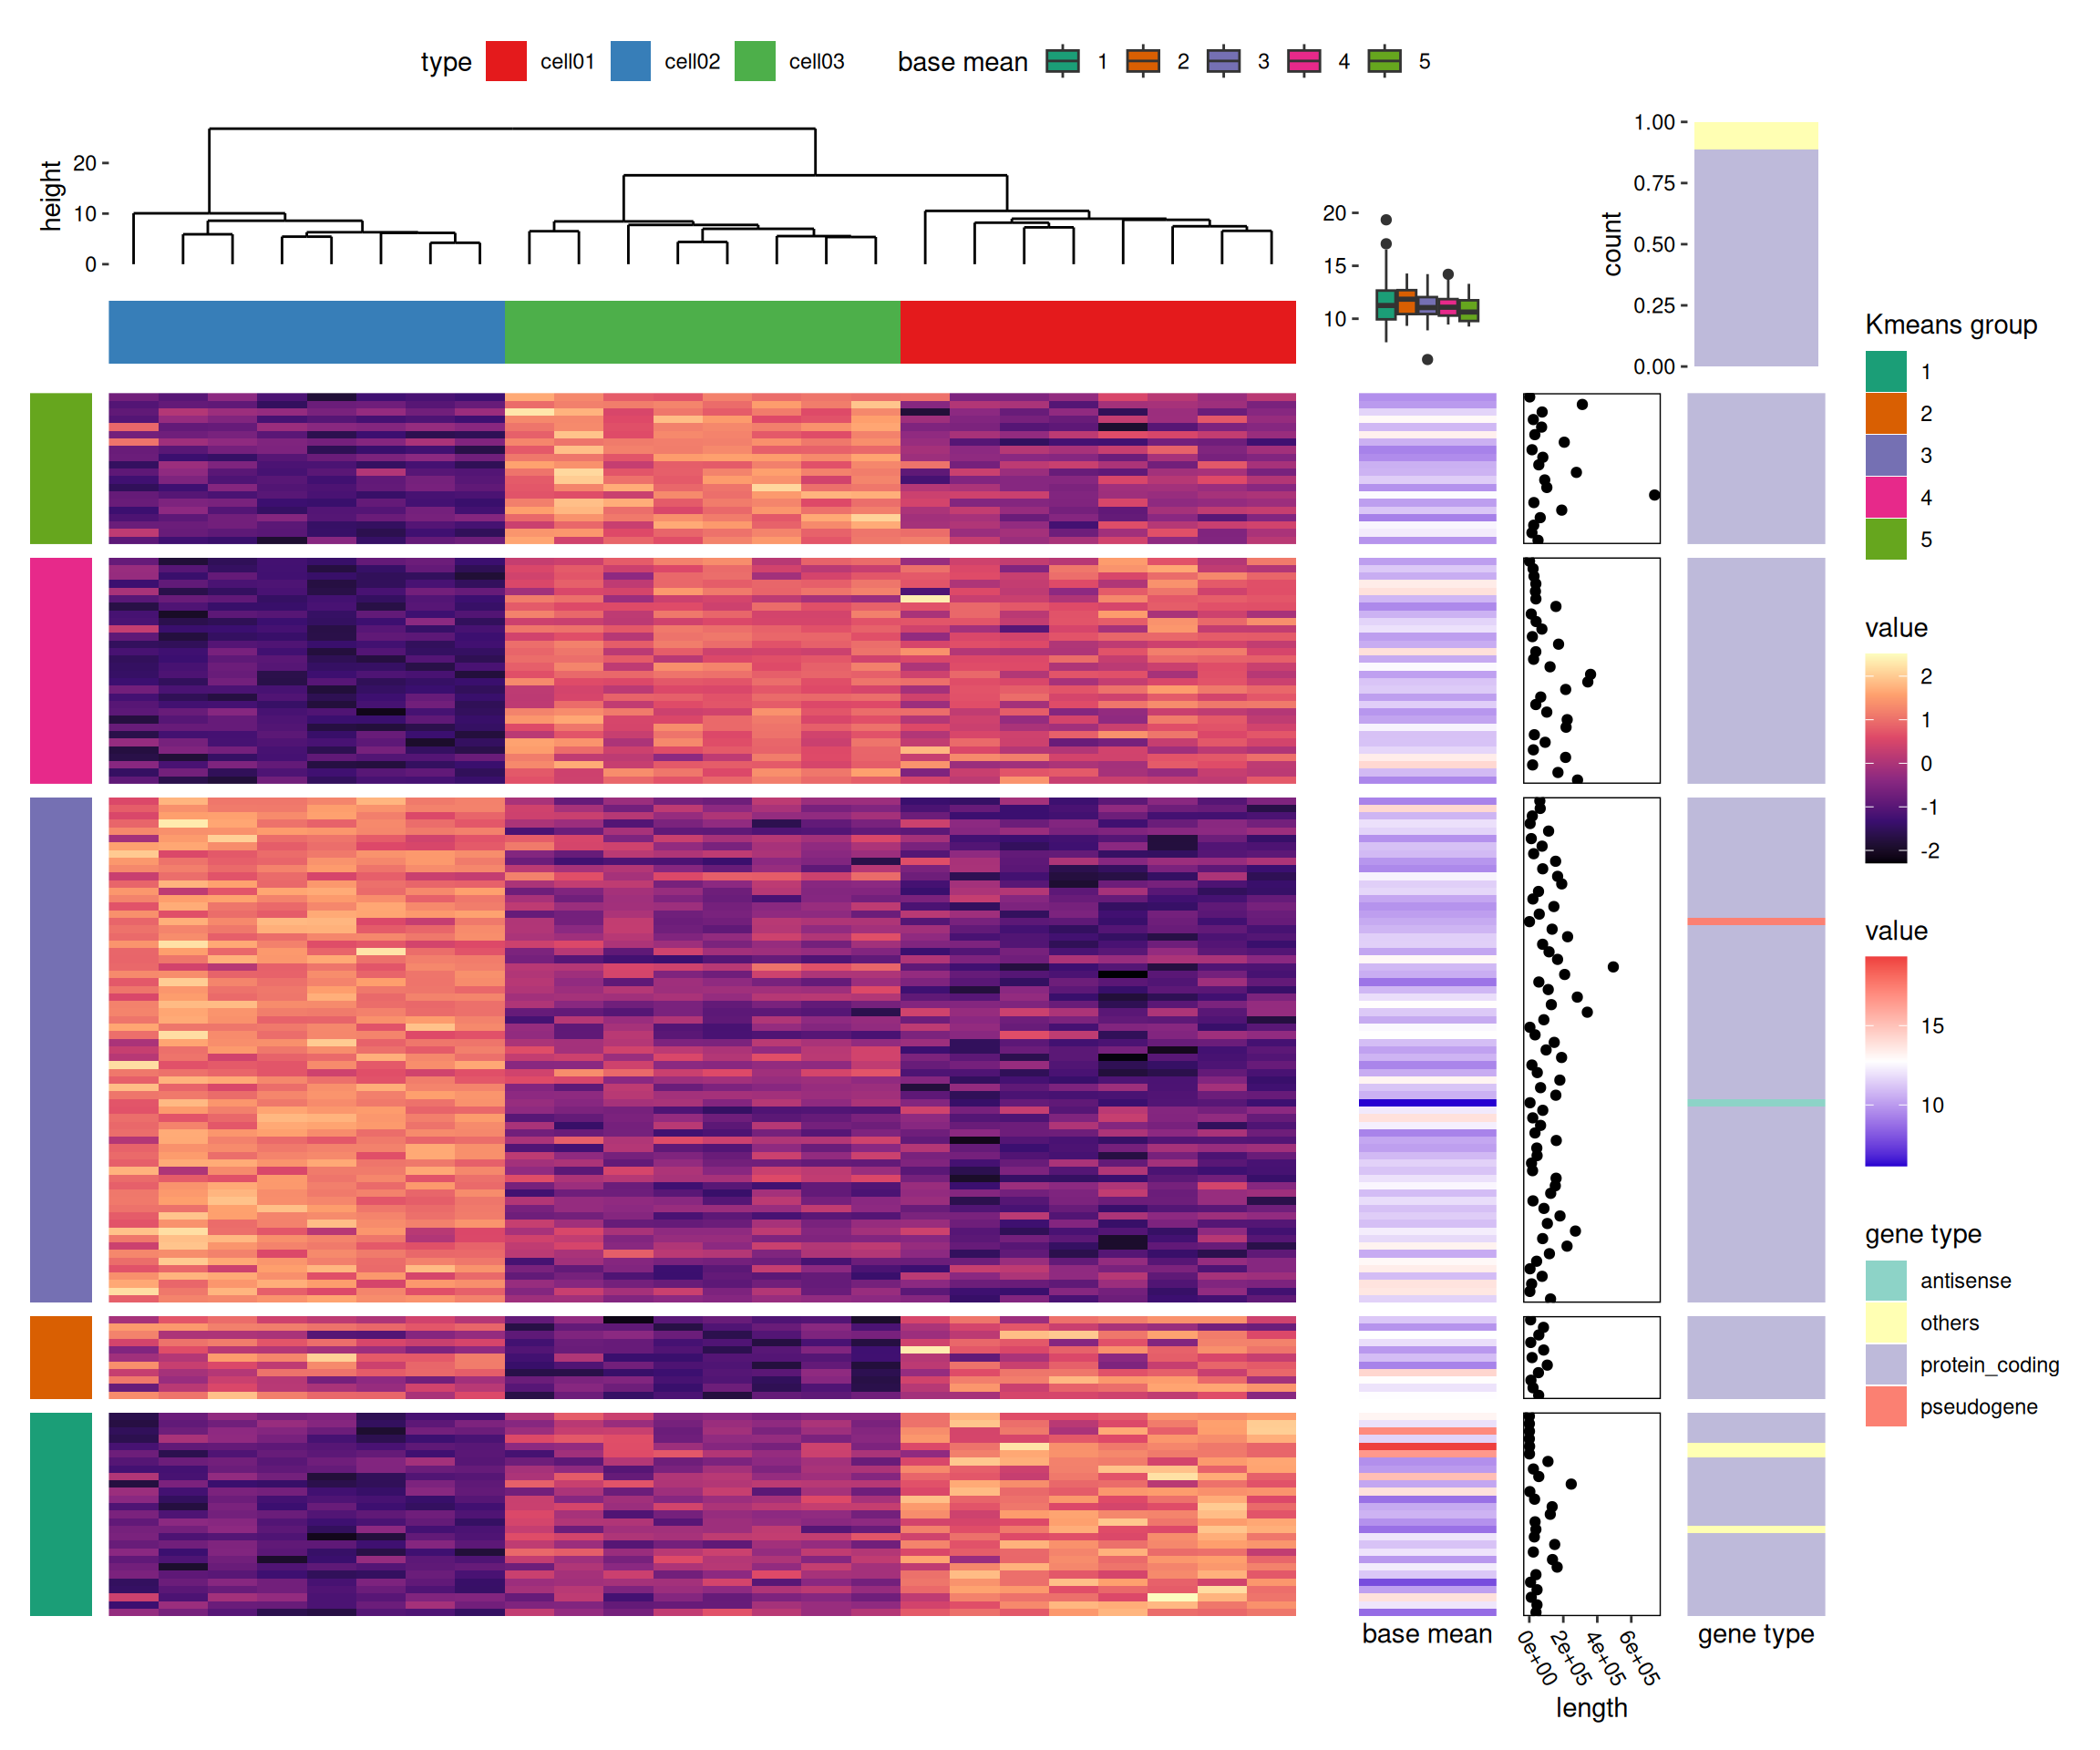 type cell01 cell02 cell03 base mean 1 2 3 4 5
height
20
10
0
20
15
10
count
1.00
0.75
0.50
0.25
0.00
Kmeans group
1
2
3
4
5
value
2
1
0
-1
-2
value
15
10
gene type
antisense
others
protein_coding
pseudogene
base mean
0e+00 2e+05 4e+05 6e+05
length
gene type